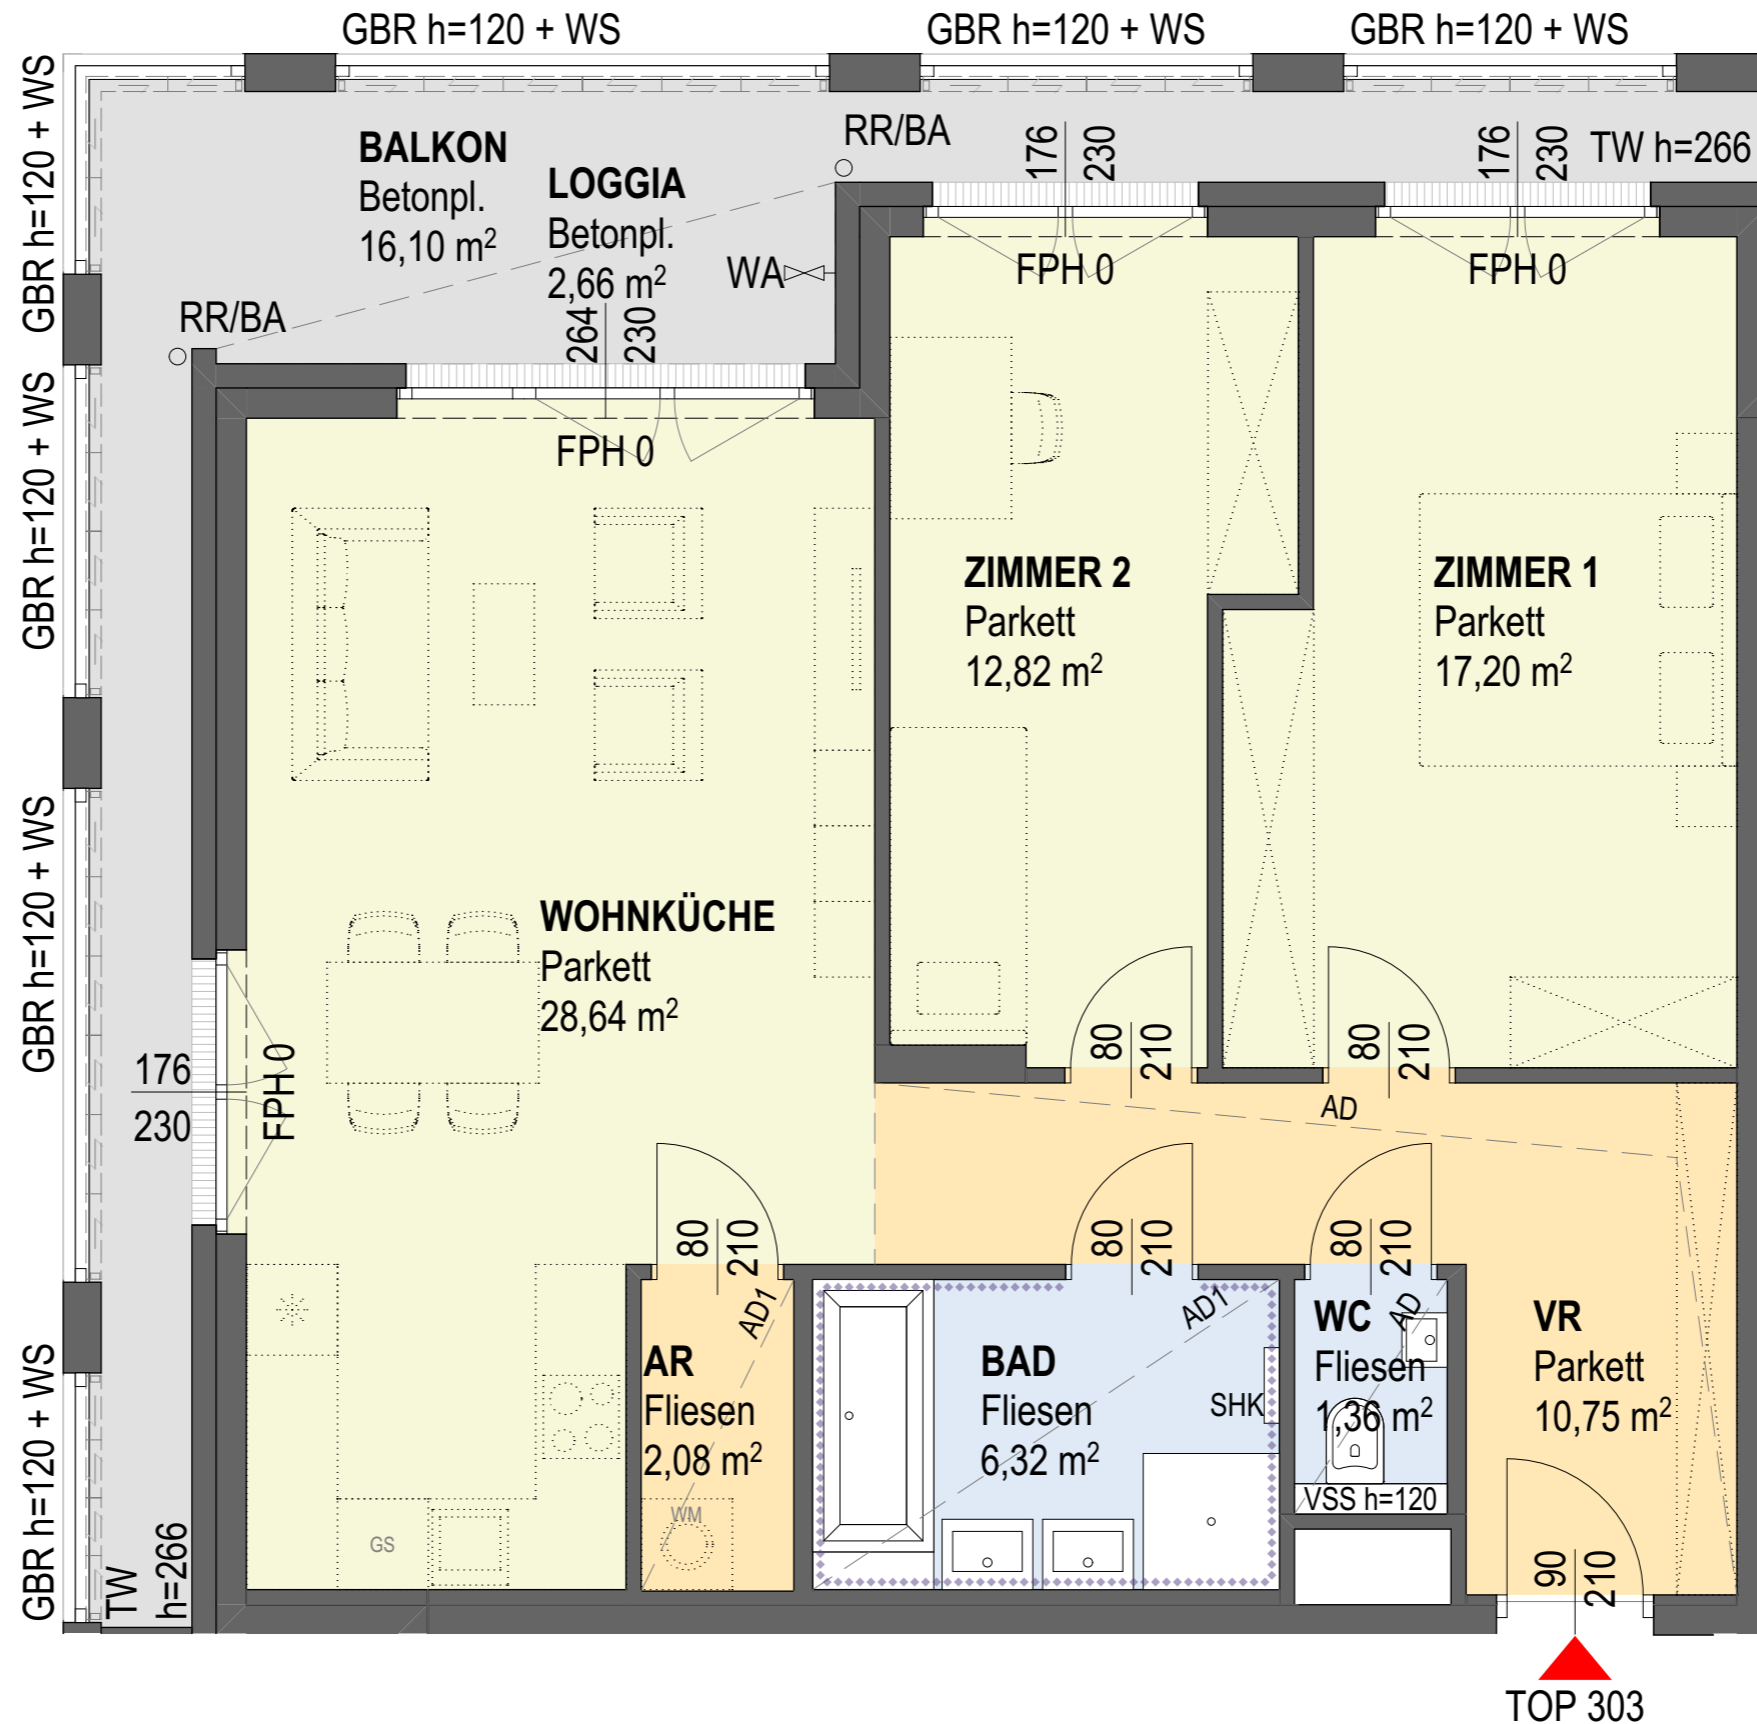 GBR h=120 + WS
GBR h=120 + WS
GBR h=120 + WS
GBR h=120 + WS
GBR h=120 + WS
GBR h=120 + WS
GBR h=120 + WS
BALKON
Betonpl.
16,10 m²
LOGGIA
Betonpl.
2,66 m²
RR/BA
RR/BA
WA
TW h=266
176
230
176
230
264
230
FPH 0
FPH 0
FPH 0
ZIMMER 2
Parkett
12,82 m²
ZIMMER 1
Parkett
17,20 m²
WOHNKÜCHE
Parkett
28,64 m²
176
230
FPH 0
80
210
80
210
AD
80
210
80
210
80
210
AD1
AR
Fliesen
2,08 m²
WM
GS
AD1
BAD
Fliesen
6,32 m²
SHK
AD
WC
Fliesen
1,36 m²
VSS h=120
VR
Parkett
10,75 m²
90
210
TW
h=266
TOP 303